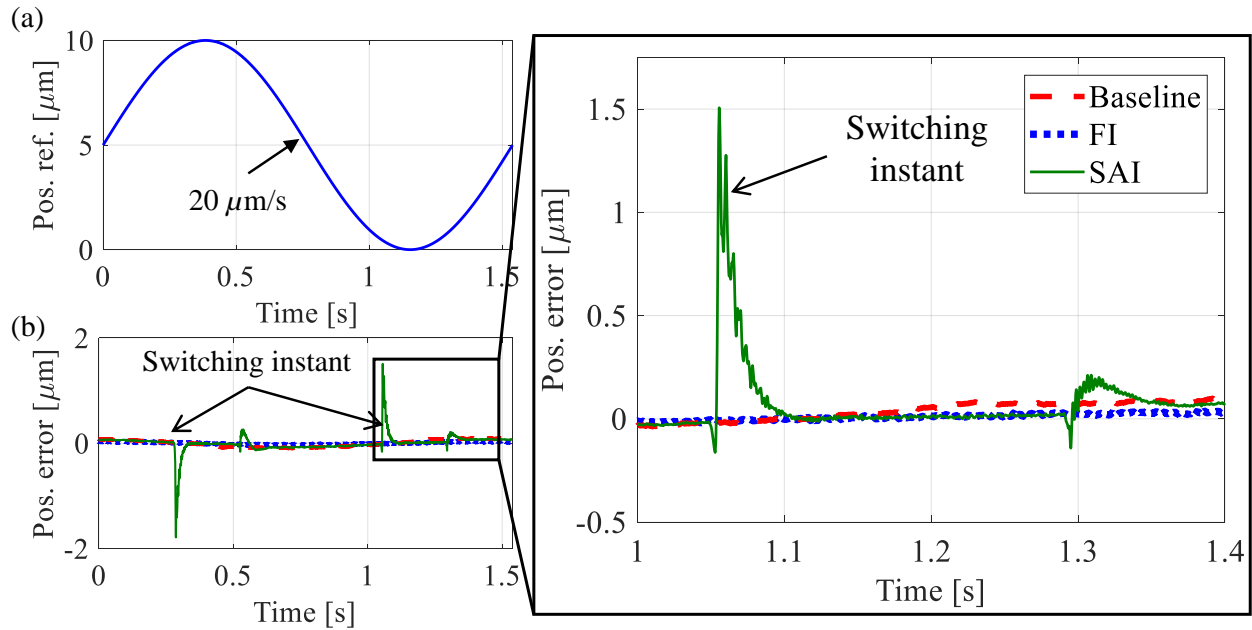 (a)
Pos. ref. [μm]
10
5
0
20 μm/s
0
0.5
1
1.5
Time [s]
(b)
Pos. error [μm]
2
0
-2
Switching instant
0
0.5
1
1.5
Time [s]
Pos. error [μm]
1.5
1
0.5
0
-0.5
Switching
instant
Baseline
FI
SAI
1
1.1
1.2
1.3
1.4
Time [s]